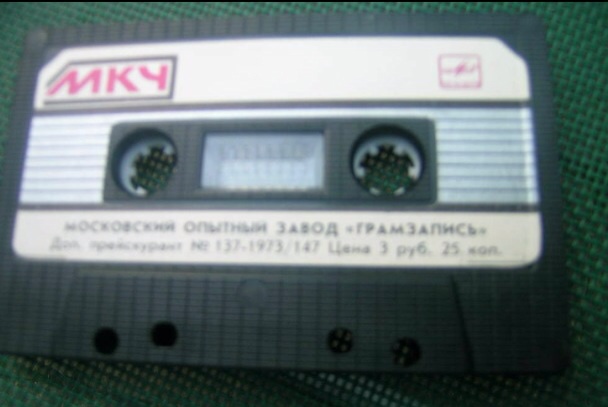 МКЧ
МОСКОВСКИЙ ОПЫТНЫЙ ЗАВОД «ГРАМЗАПИСЬ»
Доп. прейскурант № 137-1973/147 Цена 3 руб. 25 коп.